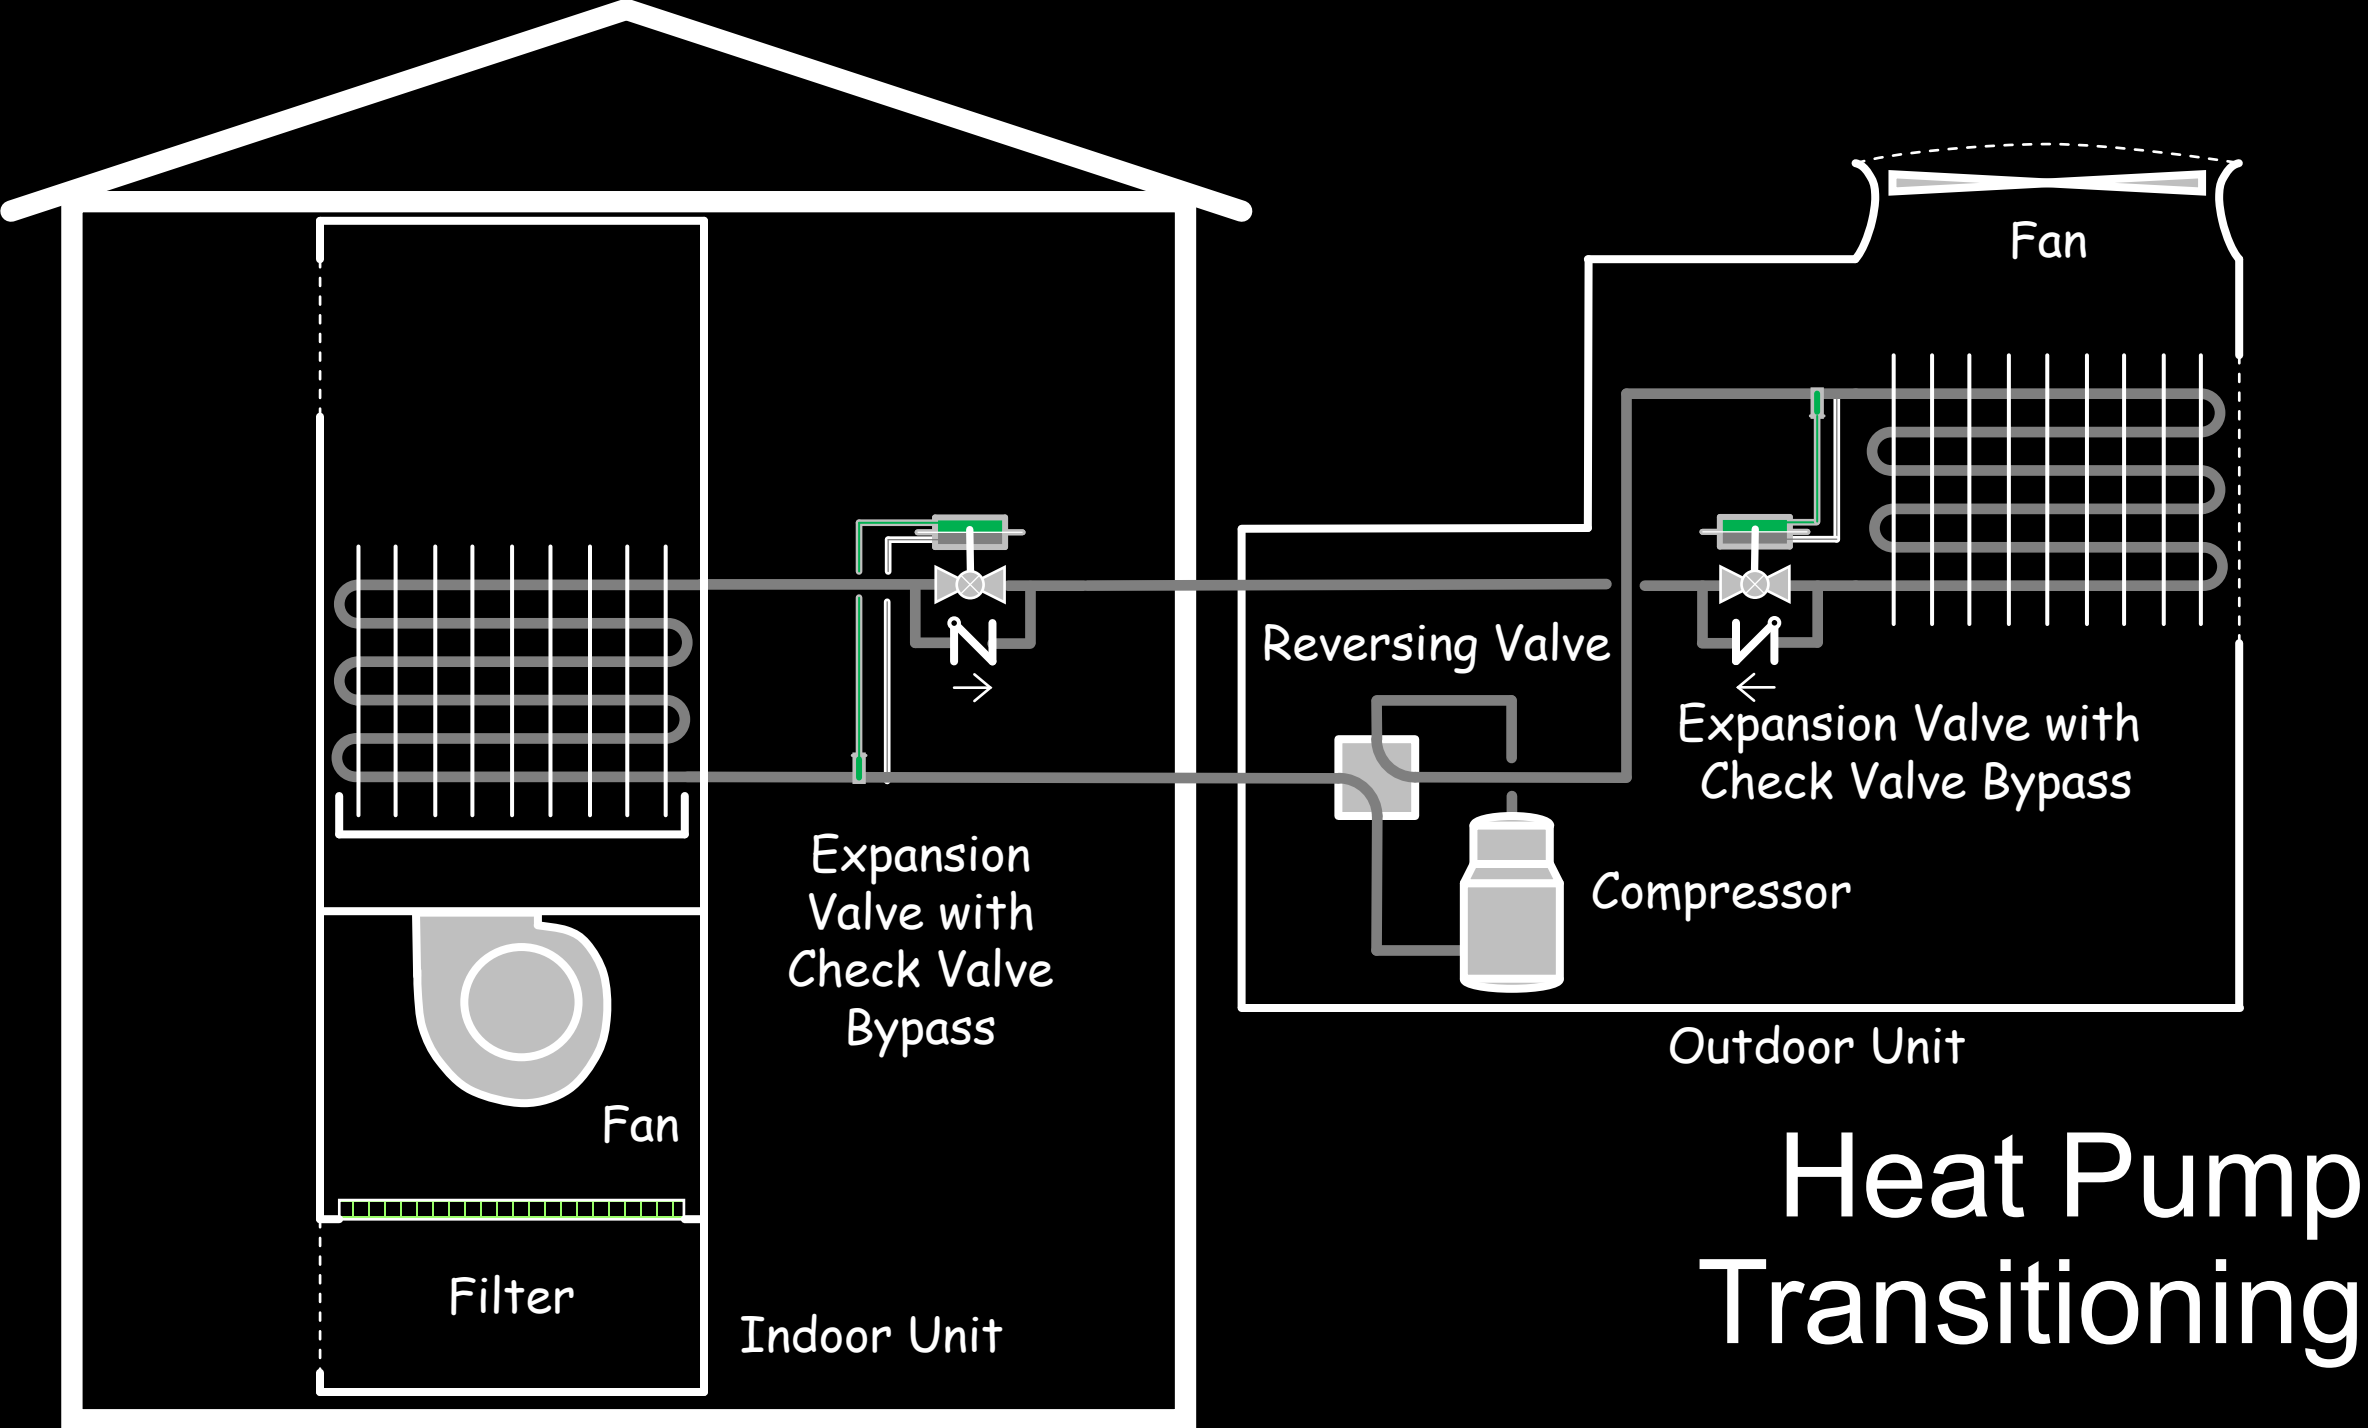 Fan
Reversing Valve
Expansion Valve with
Check Valve Bypass
Expansion
Valve with
Check Valve
Bypass
Compressor
Outdoor Unit
Fan
Filter
Indoor Unit
Heat Pump
Transitioning